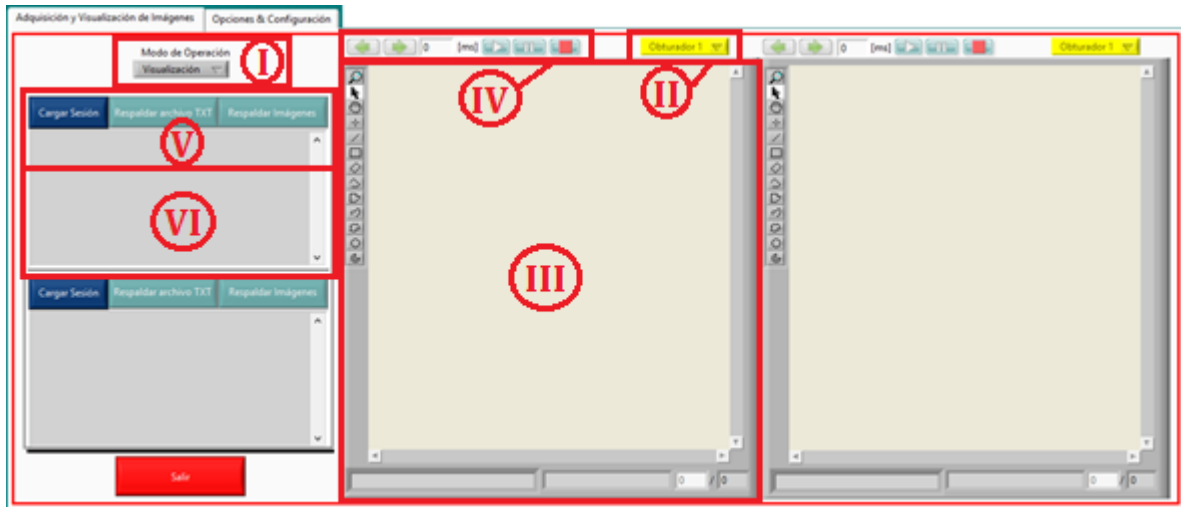 Adquisición y Visualización de Imágenes Opciones & Configuración
Modo de Operación
Visualización
I
Cargar Sesión Respaldar archivo TXT Respaldar Imágenes
V
VI
Cargar Sesión Respaldar archivo TXT Respaldar Imágenes
Salir
0 [ms] Obturador 1
IV II
III
0 / 0
0 [ms] Obturador 1
0 / 0